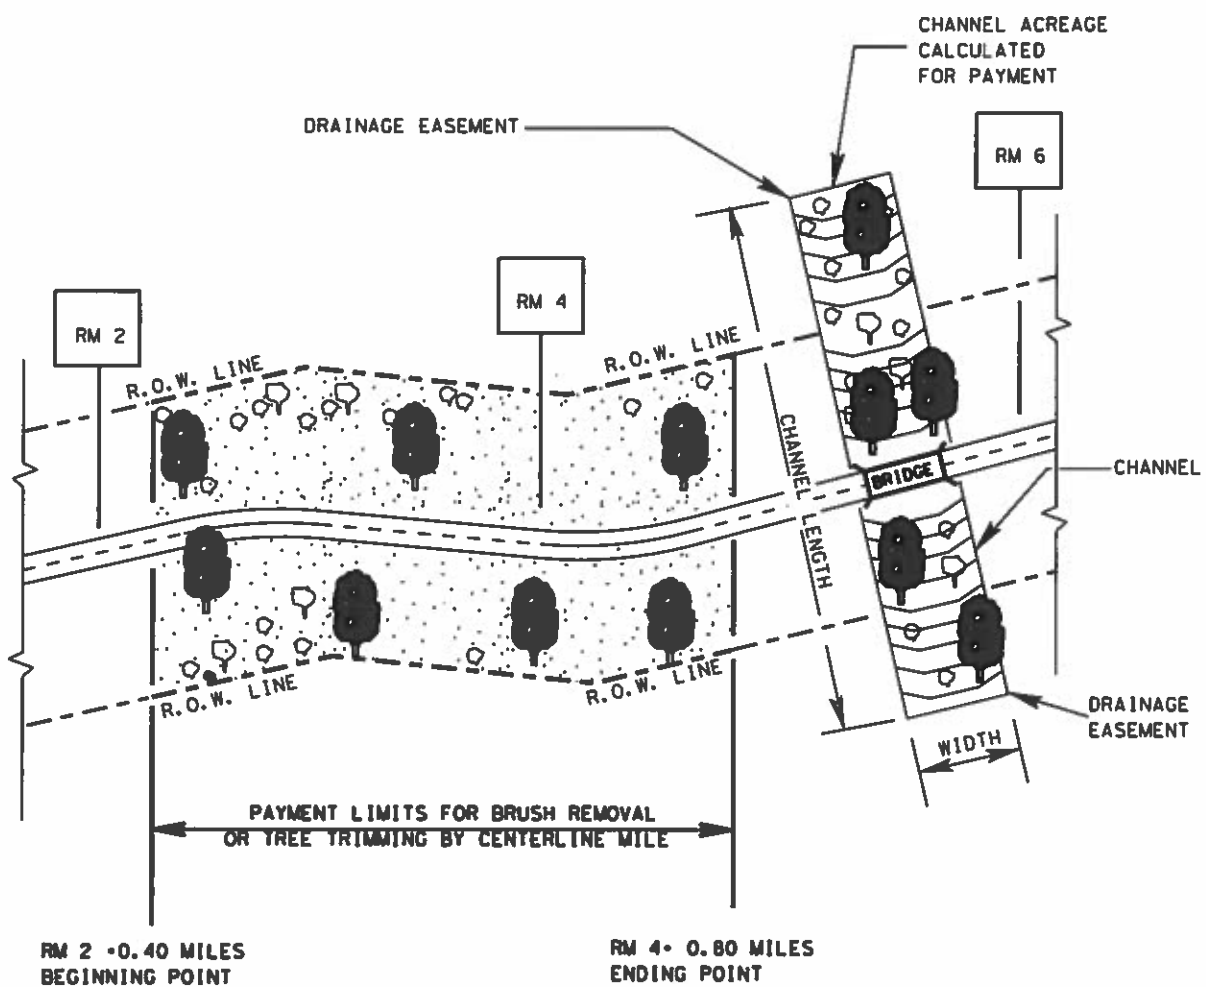 CHANNEL ACREAGE
CALCULATED
FOR PAYMENT
DRAINAGE EASEMENT
RM 6
RM 4
RM 2
R.O.W. LINE
R.O.W. LINE
CHANNEL LENGTH
BRIDGE
CHANNEL
R.O.W. LINE
R.O.W. LINE
DRAINAGE
EASEMENT
WIDTH
PAYMENT LIMITS FOR BRUSH REMOVAL
OR TREE TRIMMING BY CENTERLINE MILE
RM 2 +0.40 MILES
BEGINNING POINT
RM 4+ 0.80 MILES
ENDING POINT